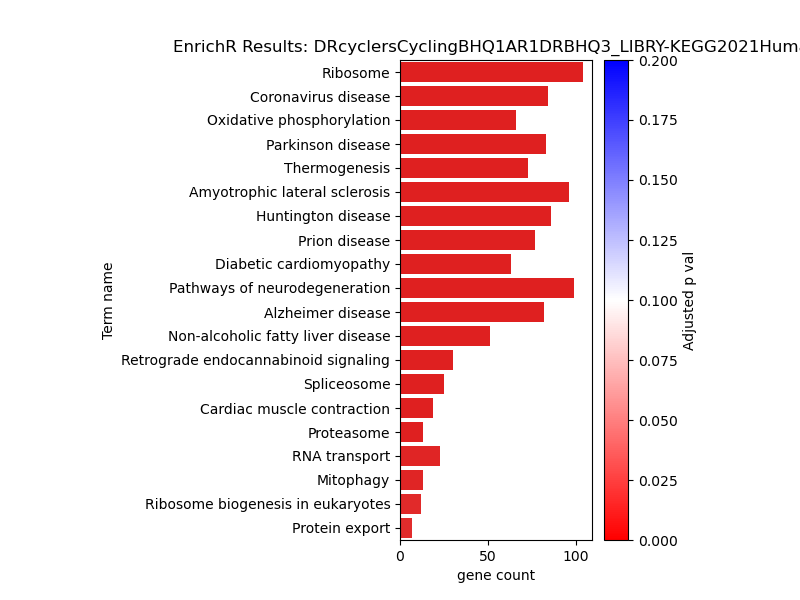 EnrichR Results: DRcyclersCyclingBHQ1AR1DRBHQ3_LIBRY-KEGG2021Huma
Ribosome
Coronavirus disease
Oxidative phosphorylation
Parkinson disease
Thermogenesis
Amyotrophic lateral sclerosis
Huntington disease
Prion disease
Diabetic cardiomyopathy
Pathways of neurodegeneration
Alzheimer disease
Non-alcoholic fatty liver disease
Retrograde endocannabinoid signaling
Spliceosome
Cardiac muscle contraction
Proteasome
RNA transport
Mitophagy
Ribosome biogenesis in eukaryotes
Protein export
Term name
0 50 100
gene count
0.200
0.175
0.150
0.125
0.100
0.075
0.050
0.025
0.000
Adjusted p val